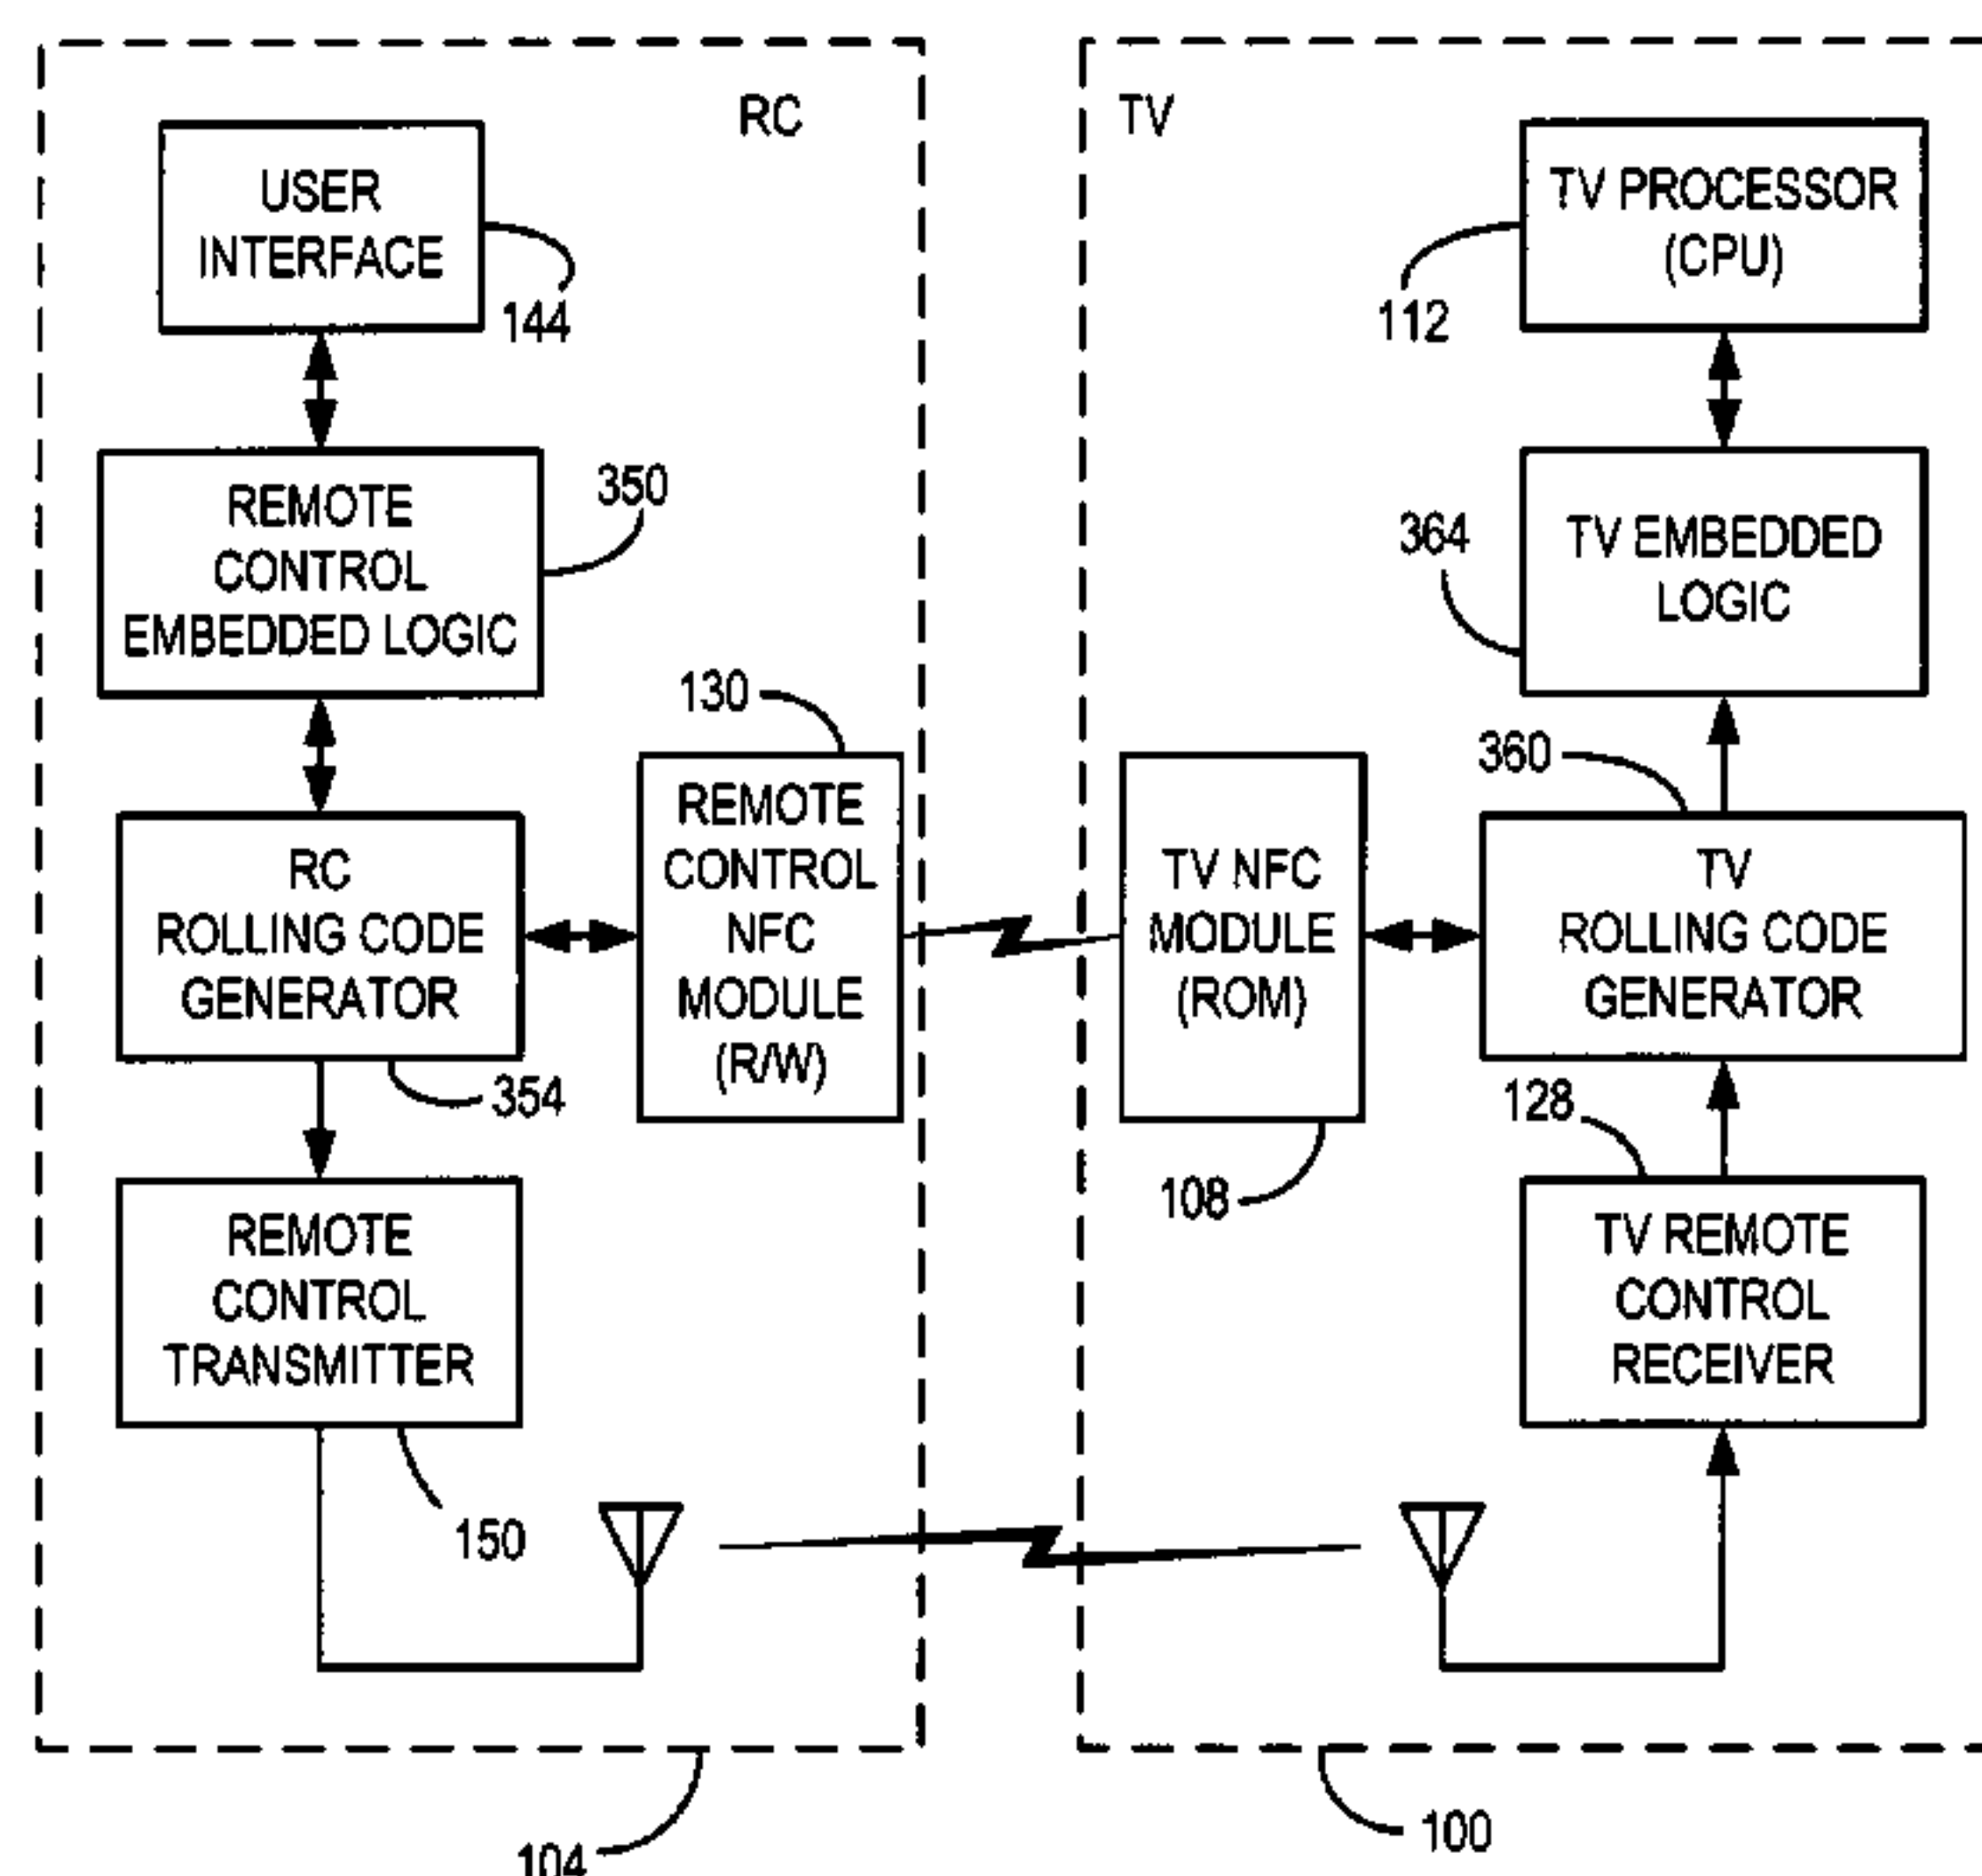 RC
USER
INTERFACE
144
REMOTE
CONTROL
EMBEDDED LOGIC
350
130
RC
ROLLING CODE
GENERATOR
354
REMOTE
CONTROL
NFC
MODULE
(R/W)
REMOTE
CONTROL
TRANSMITTER
150
104
TV
TV PROCESSOR
(CPU)
112
TV EMBEDDED
LOGIC
364
360
TV NFC
MODULE
(ROM)
108
TV
ROLLING CODE
GENERATOR
128
TV REMOTE
CONTROL
RECEIVER
100